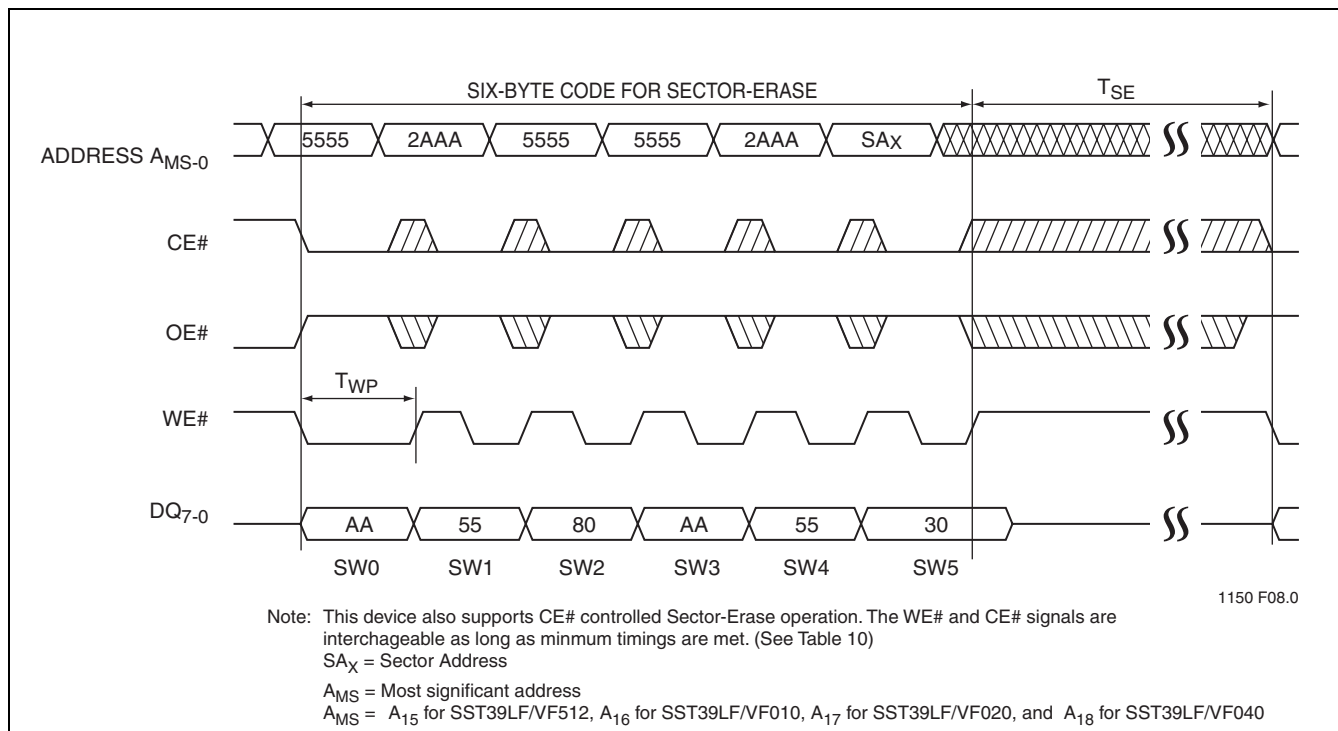 SIX-BYTE CODE FOR SECTOR-ERASE
TSE
ADDRESS AMS-0
5555 2AAA 5555 5555 2AAA SAX
CE#
OE#
TWP
WE#
DQ7-0
AA 55 80 AA 55 30
SW0 SW1 SW2 SW3 SW4 SW5
1150 F08.0
Note: This device also supports CE# controlled Sector-Erase operation. The WE# and CE# signals are
interchageable as long as minmum timings are met. (See Table 10)
SAX = Sector Address
AMS = Most significant address
AMS = A15 for SST39LF/VF512, A16 for SST39LF/VF010, A17 for SST39LF/VF020, and A18 for SST39LF/VF040